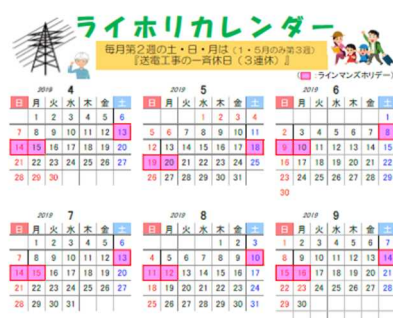 ライホリカレンダー
毎月第2週の土・日・月は(1・5月のみ第3週)
『送電工事の一斉休日(3連休)』
( :ラインマンズホリデー)
2019 4
日 月 火 水 木 金 土
1 2 3 4 5 6
7 8 9 10 11 12 13
14 15 16 17 18 19 20
21 22 23 24 25 26 27
28 29 30
2019 5
日 月 火 水 木 金 土
1 2 3 4
5 6 7 8 9 10 11
12 13 14 15 16 17 18
19 20 21 22 23 24 25
26 27 28 29 30 31
2019 6
日 月 火 水 木 金 土
1
2 3 4 5 6 7 8
9 10 11 12 13 14 15
16 17 18 19 20 21 22
23 24 25 26 27 28 29
30
2019 7
日 月 火 水 木 金 土
1 2 3 4 5 6
7 8 9 10 11 12 13
14 15 16 17 18 19 20
21 22 23 24 25 26 27
28 29 30 31
2019 8
日 月 火 水 木 金 土
1 2 3
4 5 6 7 8 9 10
11 12 13 14 15 16 17
18 19 20 21 22 23 24
25 26 27 28 29 30 31
2019 9
日 月 火 水 木 金 土
1 2 3 4 5 6 7
8 9 10 11 12 13 14
15 16 17 18 19 20 21
22 23 24 25 26 27 28
29 30